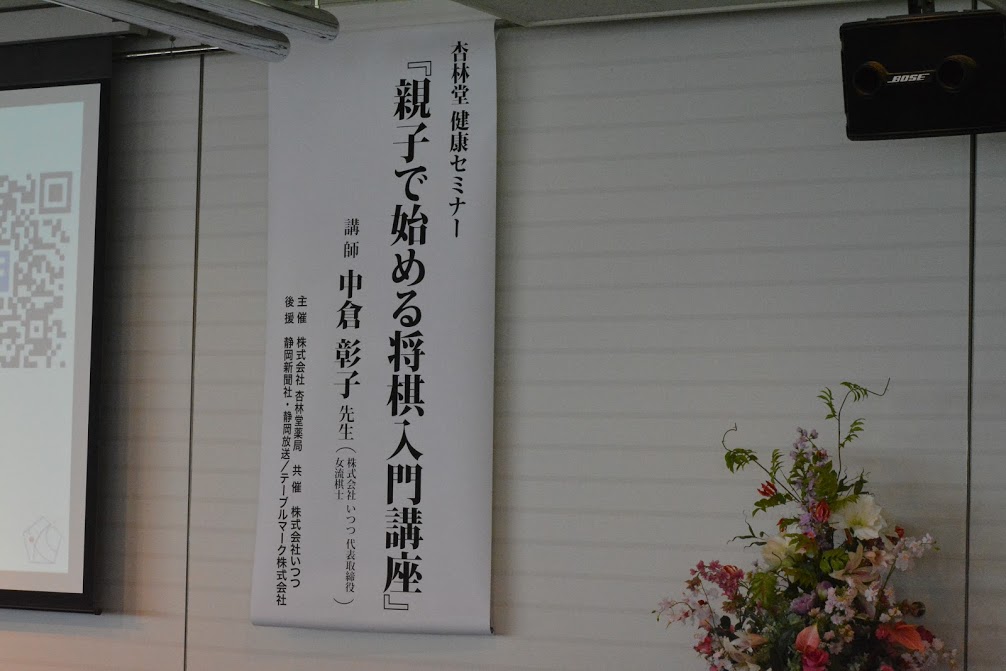 杏林堂 健康セミナー
『親子で始める将棋入門講座』
講師 中倉 彰子 先生(株式会社 いつつ 代表取締役
女流棋士)
主催 株式会社 杏林堂薬局 共催 株式会社いつつ
後援 静岡新聞社・静岡放送/テーブルマーク株式会社
BOSE